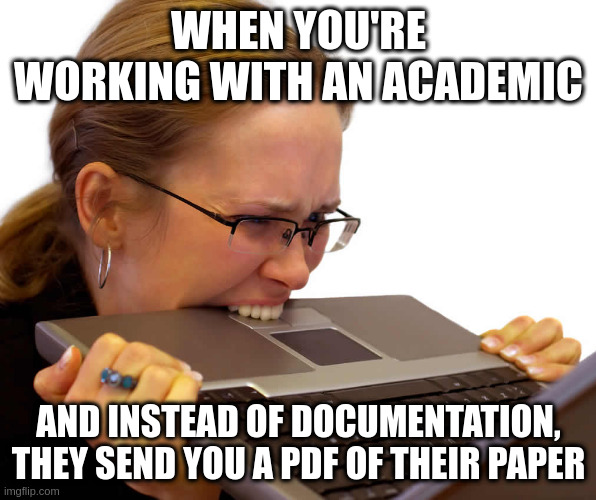 WHEN YOU'RE
WORKING WITH AN ACADEMIC
AND INSTEAD OF DOCUMENTATION,
THEY SEND YOU A PDF OF THEIR PAPER
imgflip.com